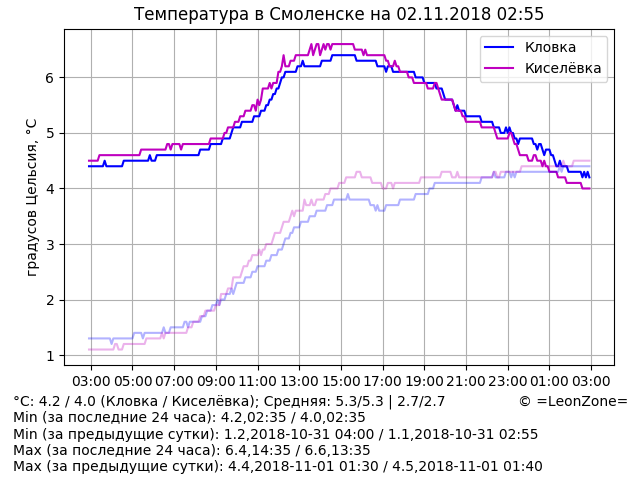 Температура в Смоленске на 02.11.2018 02:55
Кловка
Киселёвка
градусов Цельсия, °C
6
5
4
3
2
1
03:00 05:00 07:00 09:00 11:00 13:00 15:00 17:00 19:00 21:00 23:00 01:00 03:00
°C: 4.2 / 4.0 (Кловка / Киселёвка); Средняя: 5.3/5.3 | 2.7/2.7 © =LeonZone=
Min (за последние 24 часа): 4.2,02:35 / 4.0,02:35
Min (за предыдущие сутки): 1.2,2018-10-31 04:00 / 1.1,2018-10-31 02:55
Max (за последние 24 часа): 6.4,14:35 / 6.6,13:35
Max (за предыдущие сутки): 4.4,2018-11-01 01:30 / 4.5,2018-11-01 01:40